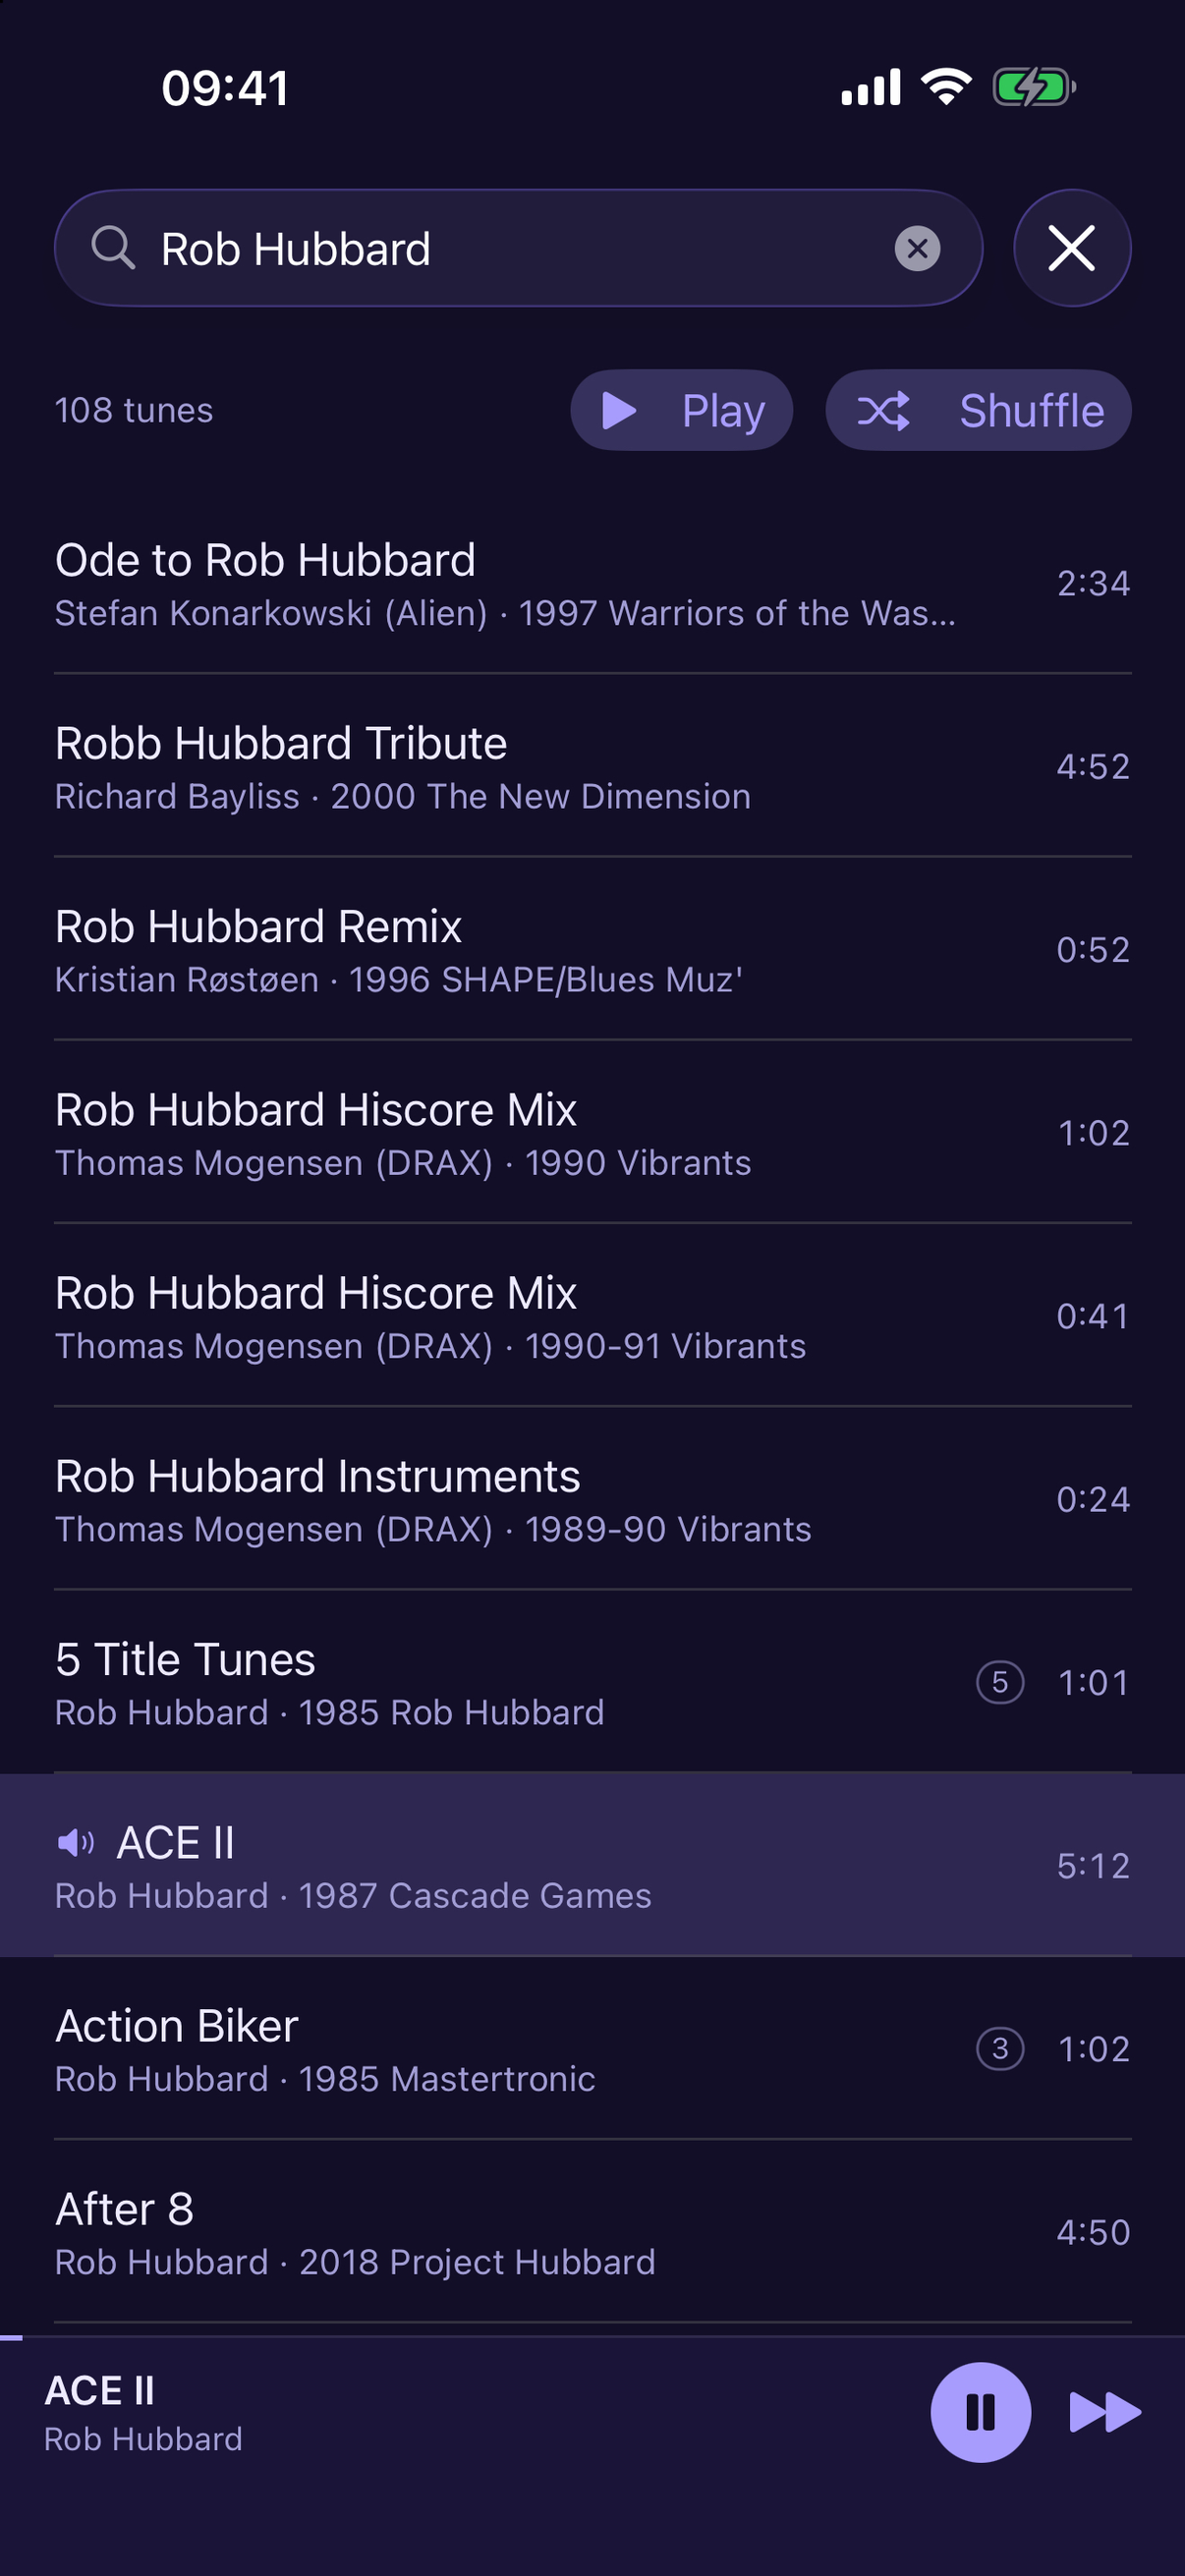 09:41
Rob Hubbard
108 tunes
Play
Shuffle
Ode to Rob Hubbard
2:34
Stefan Konarkowski (Alien) · 1997 Warriors of the Was...
Robb Hubbard Tribute
4:52
Richard Bayliss · 2000 The New Dimension
Rob Hubbard Remix
0:52
Kristian Røstøen · 1996 SHAPE/Blues Muz'
Rob Hubbard Hiscore Mix
1:02
Thomas Mogensen (DRAX) · 1990 Vibrants
Rob Hubbard Hiscore Mix
0:41
Thomas Mogensen (DRAX) · 1990-91 Vibrants
Rob Hubbard Instruments
0:24
Thomas Mogensen (DRAX) · 1989-90 Vibrants
5 Title Tunes
5 1:01
Rob Hubbard · 1985 Rob Hubbard
ACE II
5:12
Rob Hubbard · 1987 Cascade Games
Action Biker
3 1:02
Rob Hubbard · 1985 Mastertronic
After 8
4:50
Rob Hubbard · 2018 Project Hubbard
ACE II
Rob Hubbard